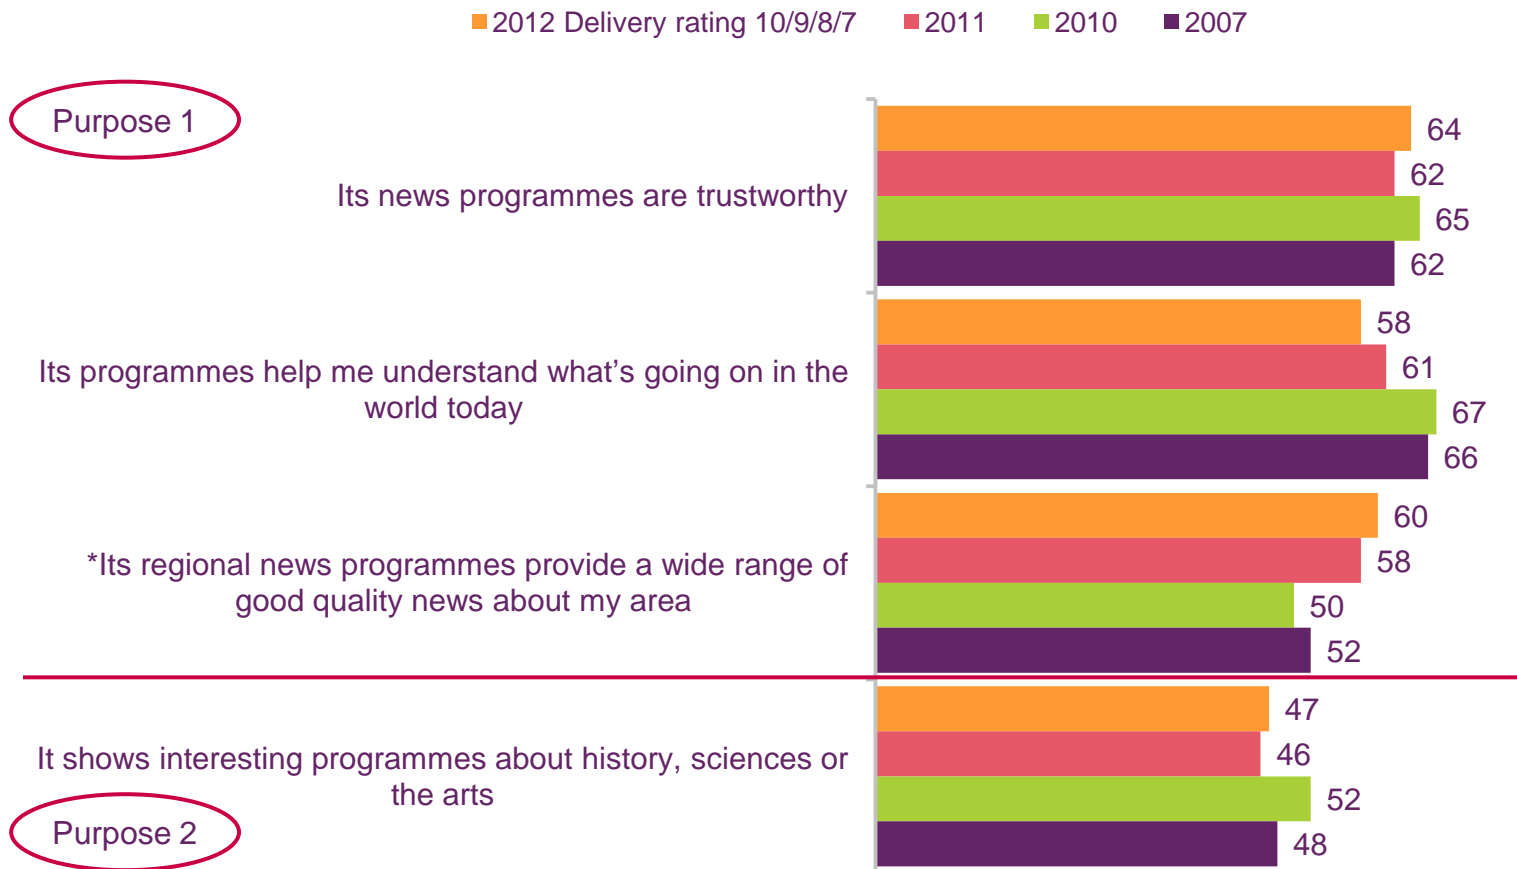 2012 Delivery rating 10/9/8/7 2011 2010 2007
Purpose 1
Its news programmes are trustworthy
64
62
65
62
Its programmes help me understand what’s going on in the
world today
58
61
67
66
*Its regional news programmes provide a wide range of
good quality news about my area
60
58
50
52
It shows interesting programmes about history, sciences or
the arts
47
46
52
48
Purpose 2